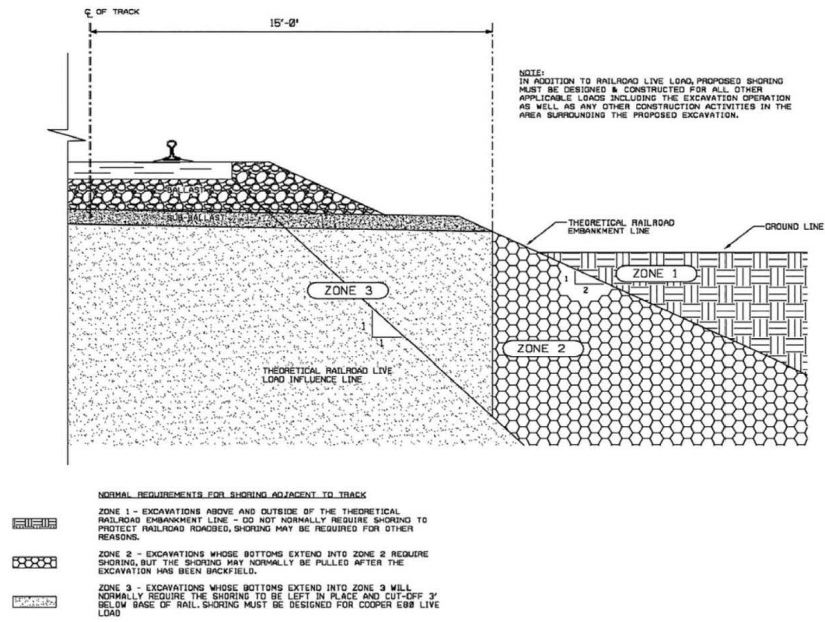 ℄ OF TRACK
15'-0"
NOTE:
IN ADDITION TO RAILROAD LIVE LOAD, PROPOSED SHORING
MUST BE DESIGNED & CONSTRUCTED FOR ALL OTHER
APPLICABLE LOADS INCLUDING THE EXCAVATION OPERATION
AS WELL AS ANY OTHER CONSTRUCTION ACTIVITIES IN THE
AREA SURROUNDING THE PROPOSED EXCAVATION.
BALLAST
SUB-BALLAST
THEORETICAL RAILROAD
EMBANKMENT LINE
GROUND LINE
ZONE 1
1
2
ZONE 3
1
1
ZONE 2
THEORETICAL RAILROAD LIVE
LOAD INFLUENCE LINE
NORMAL REQUIREMENTS FOR SHORING ADJACENT TO TRACK
ZONE 1 - EXCAVATIONS ABOVE AND OUTSIDE OF THE THEORETICAL
RAILROAD EMBANKMENT LINE - DO NOT NORMALLY REQUIRE SHORING TO
PROTECT RAILROAD ROADBED, SHORING MAY BE REQUIRED FOR OTHER
REASONS.
ZONE 2 - EXCAVATIONS WHOSE BOTTOMS EXTEND INTO ZONE 2 REQUIRE
SHORING, BUT THE SHORING MAY NORMALLY BE PULLED AFTER THE
EXCAVATION HAS BEEN BACKFIELD.
ZONE 3 - EXCAVATIONS WHOSE BOTTOMS EXTEND INTO ZONE 3 WILL
NORMALLY REQUIRE THE SHORING TO BE LEFT IN PLACE AND CUT-OFF 3'
BELOW BASE OF RAIL. SHORING MUST BE DESIGNED FOR COOPER E80 LIVE
LOAD